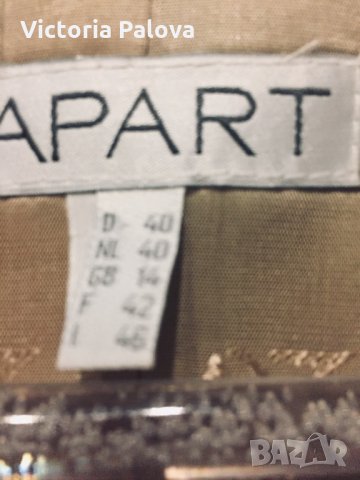 Victoria Palova
APART
D 40
NL 40
GB 14
F 42
I 46
BAZAR